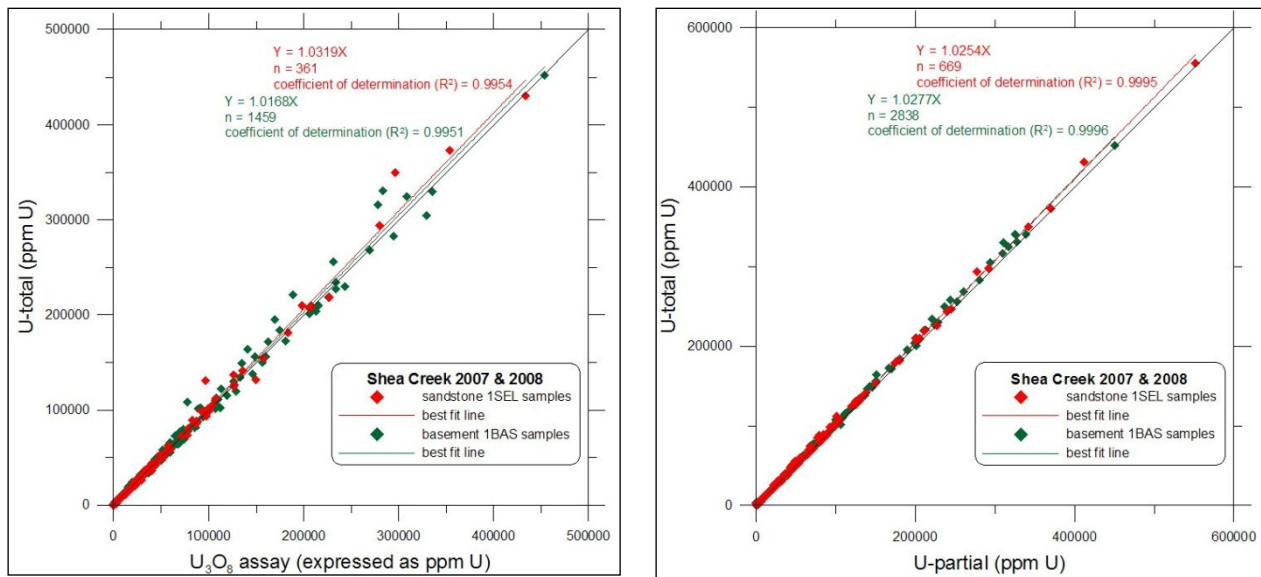 500000
400000
300000
200000
100000
0
U-total (ppm U)
Y = 1.0319X
n = 361
coefficient of determination (R²) = 0.9954
Y = 1.0168X
n = 1459
coefficient of determination (R²) = 0.9951
Shea Creek 2007 & 2008
sandstone 1SEL samples
best fit line
basement 1BAS samples
best fit line
0 100000 200000 300000 400000 500000
U₃O₈ assay (expressed as ppm U)
600000
400000
200000
0
U-total (ppm U)
Y = 1.0254X
n = 669
coefficient of determination (R²) = 0.9995
Y = 1.0277X
n = 2838
coefficient of determination (R²) = 0.9996
Shea Creek 2007 & 2008
sandstone 1SEL samples
best fit line
basement 1BAS samples
best fit line
0 200000 400000 600000
U-partial (ppm U)